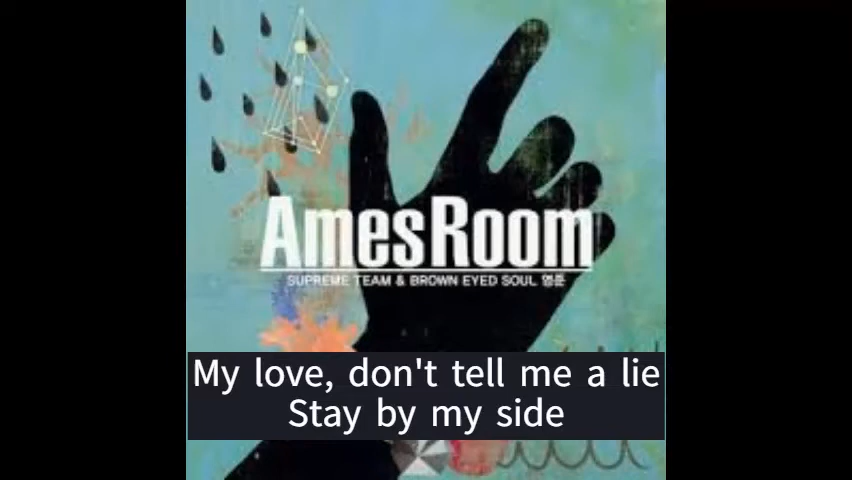 AmesRoom
SUPREME TEAM & BROWN EYED SOUL 영준
My love, don't tell me a lie
Stay by my side